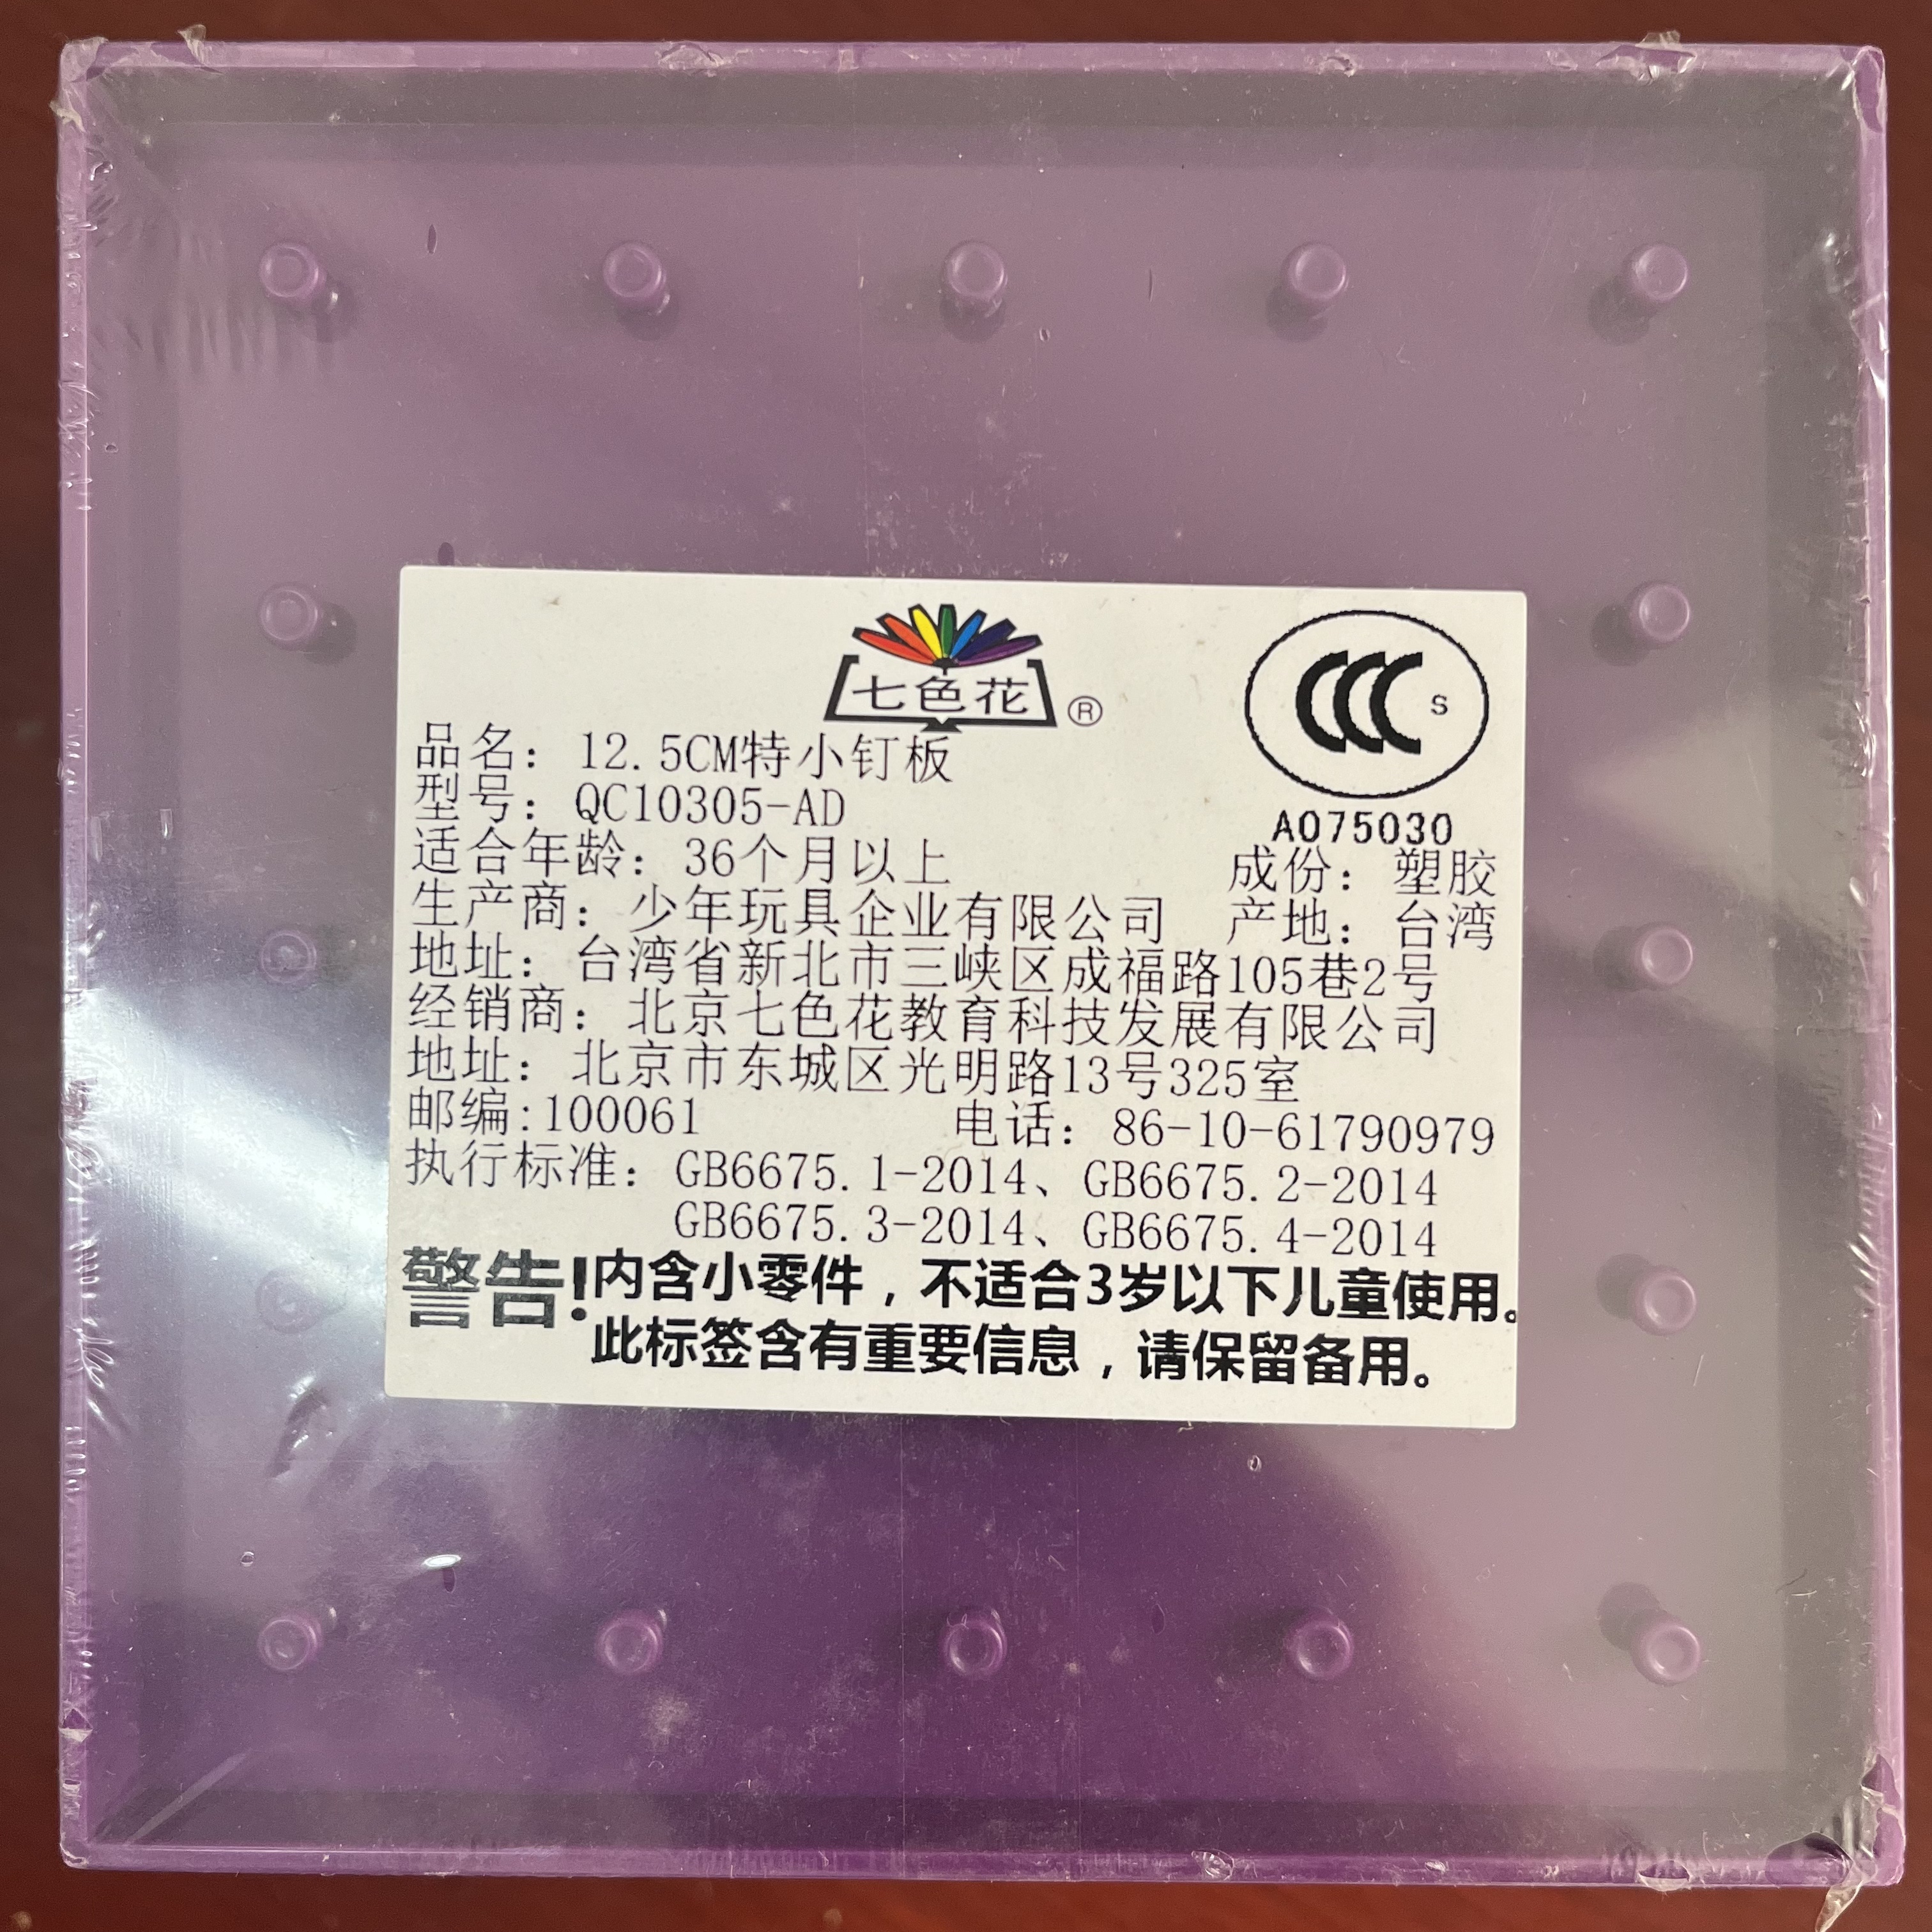 七色花 ®
CCC S
A075030
品名：12.5CM特小钉板
型号：QC10305-AD
适合年龄：36个月以上 成份：塑胶
生产商：少年玩具企业有限公司 产地：台湾
地址：台湾省新北市三峡区成福路105巷2号
经销商：北京七色花教育科技发展有限公司
地址：北京市东城区光明路13号325室
邮编:100061 电话：86-10-61790979
执行标准：GB6675.1-2014、GB6675.2-2014
GB6675.3-2014、GB6675.4-2014
警告!内含小零件，不适合3岁以下儿童使用。
此标签含有重要信息，请保留备用。